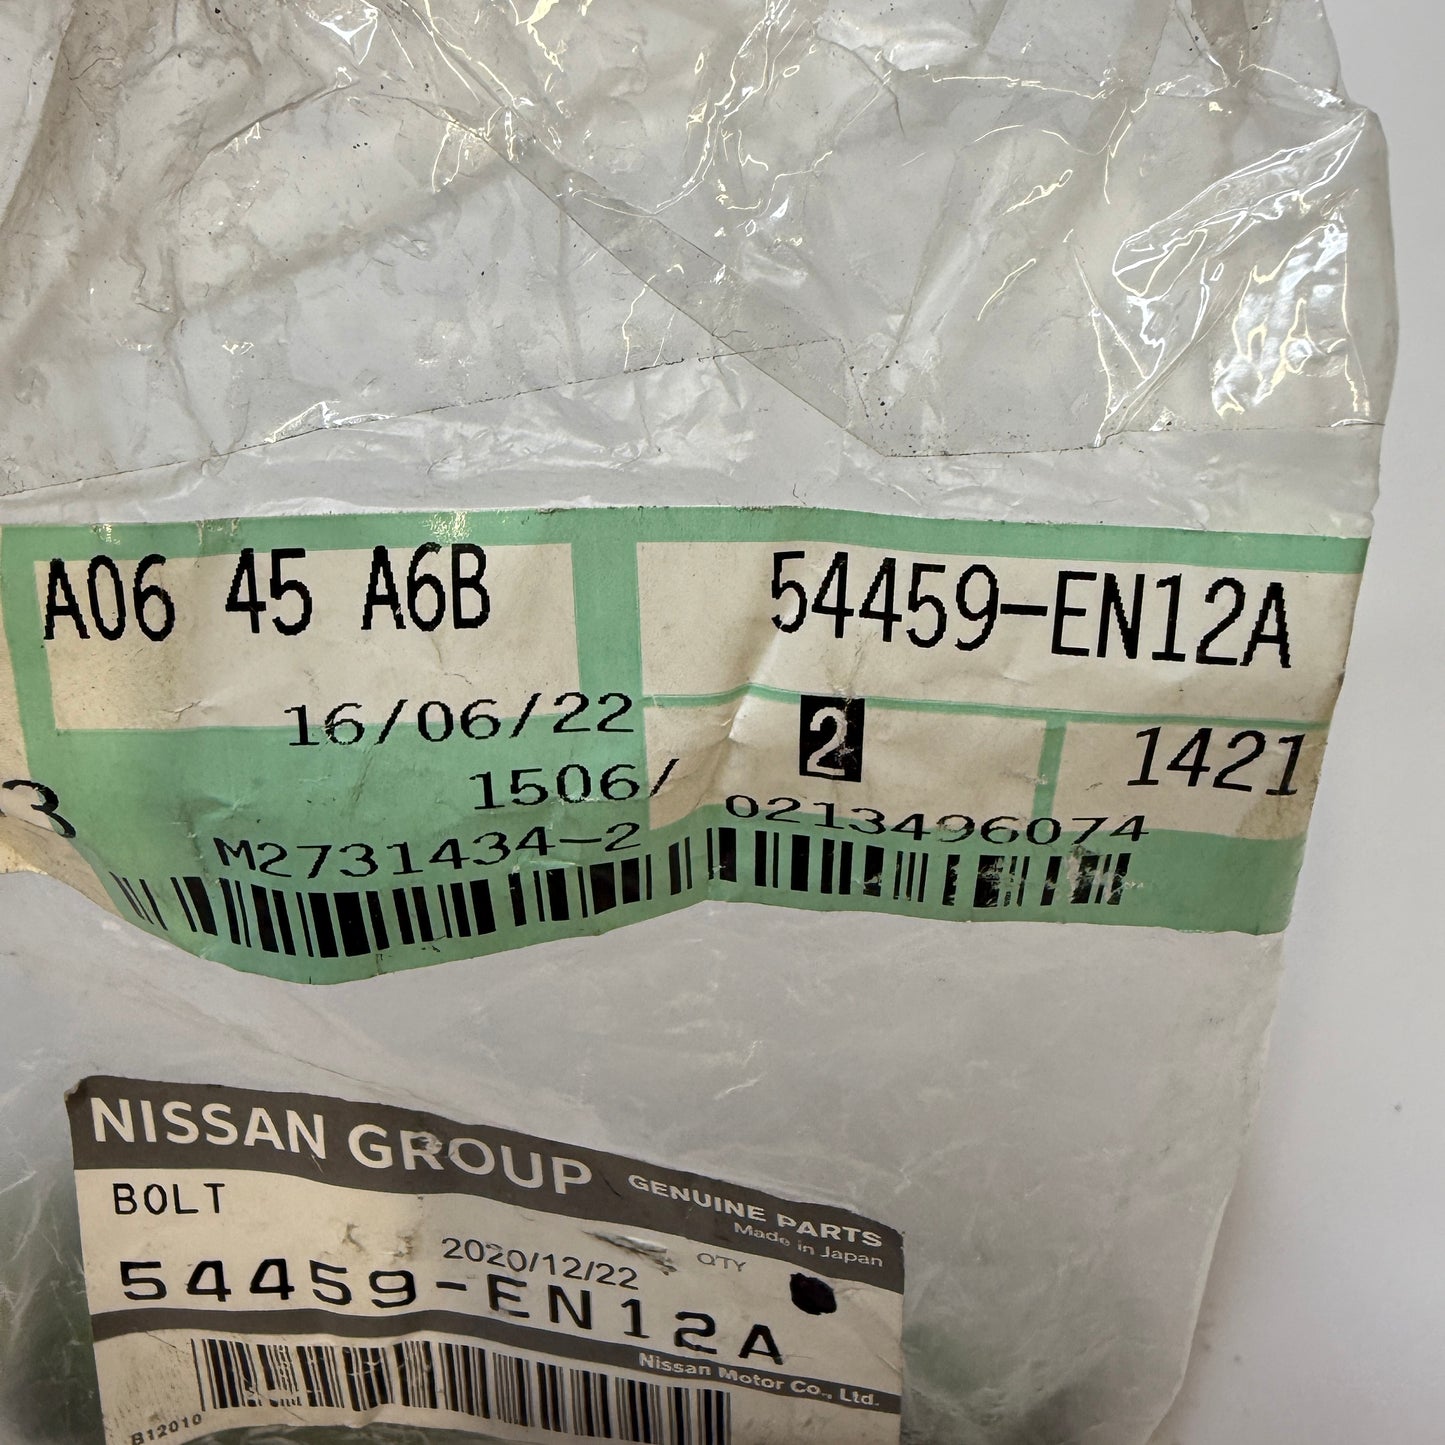 A06 45 A6B
54459-EN12A
16/06/22
2
1421
1506/
3
0213496074
M2731434-2
NISSAN GROUP
GENUINE PARTS
Made in Japan
BOLT
2020/12/22
QTY
54459-EN12A
Nissan Motor Co., Ltd.
B12010